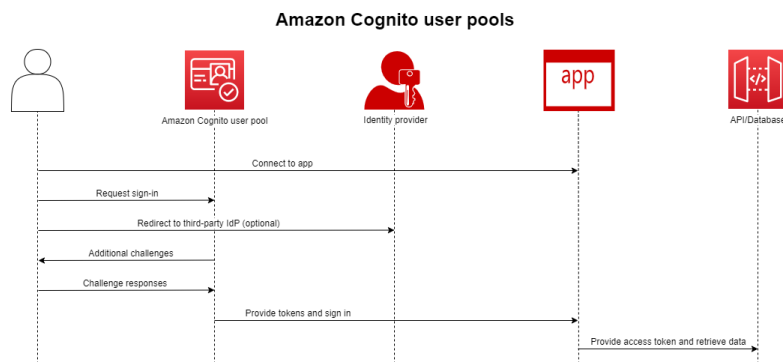 Amazon Cognito user pools
app
Amazon Cognito user pool
Identity provider
API/Database
Connect to app
Request sign-in
Redirect to third-party IdP (optional)
Additional challenges
Challenge responses
Provide tokens and sign in
Provide access token and retrieve data